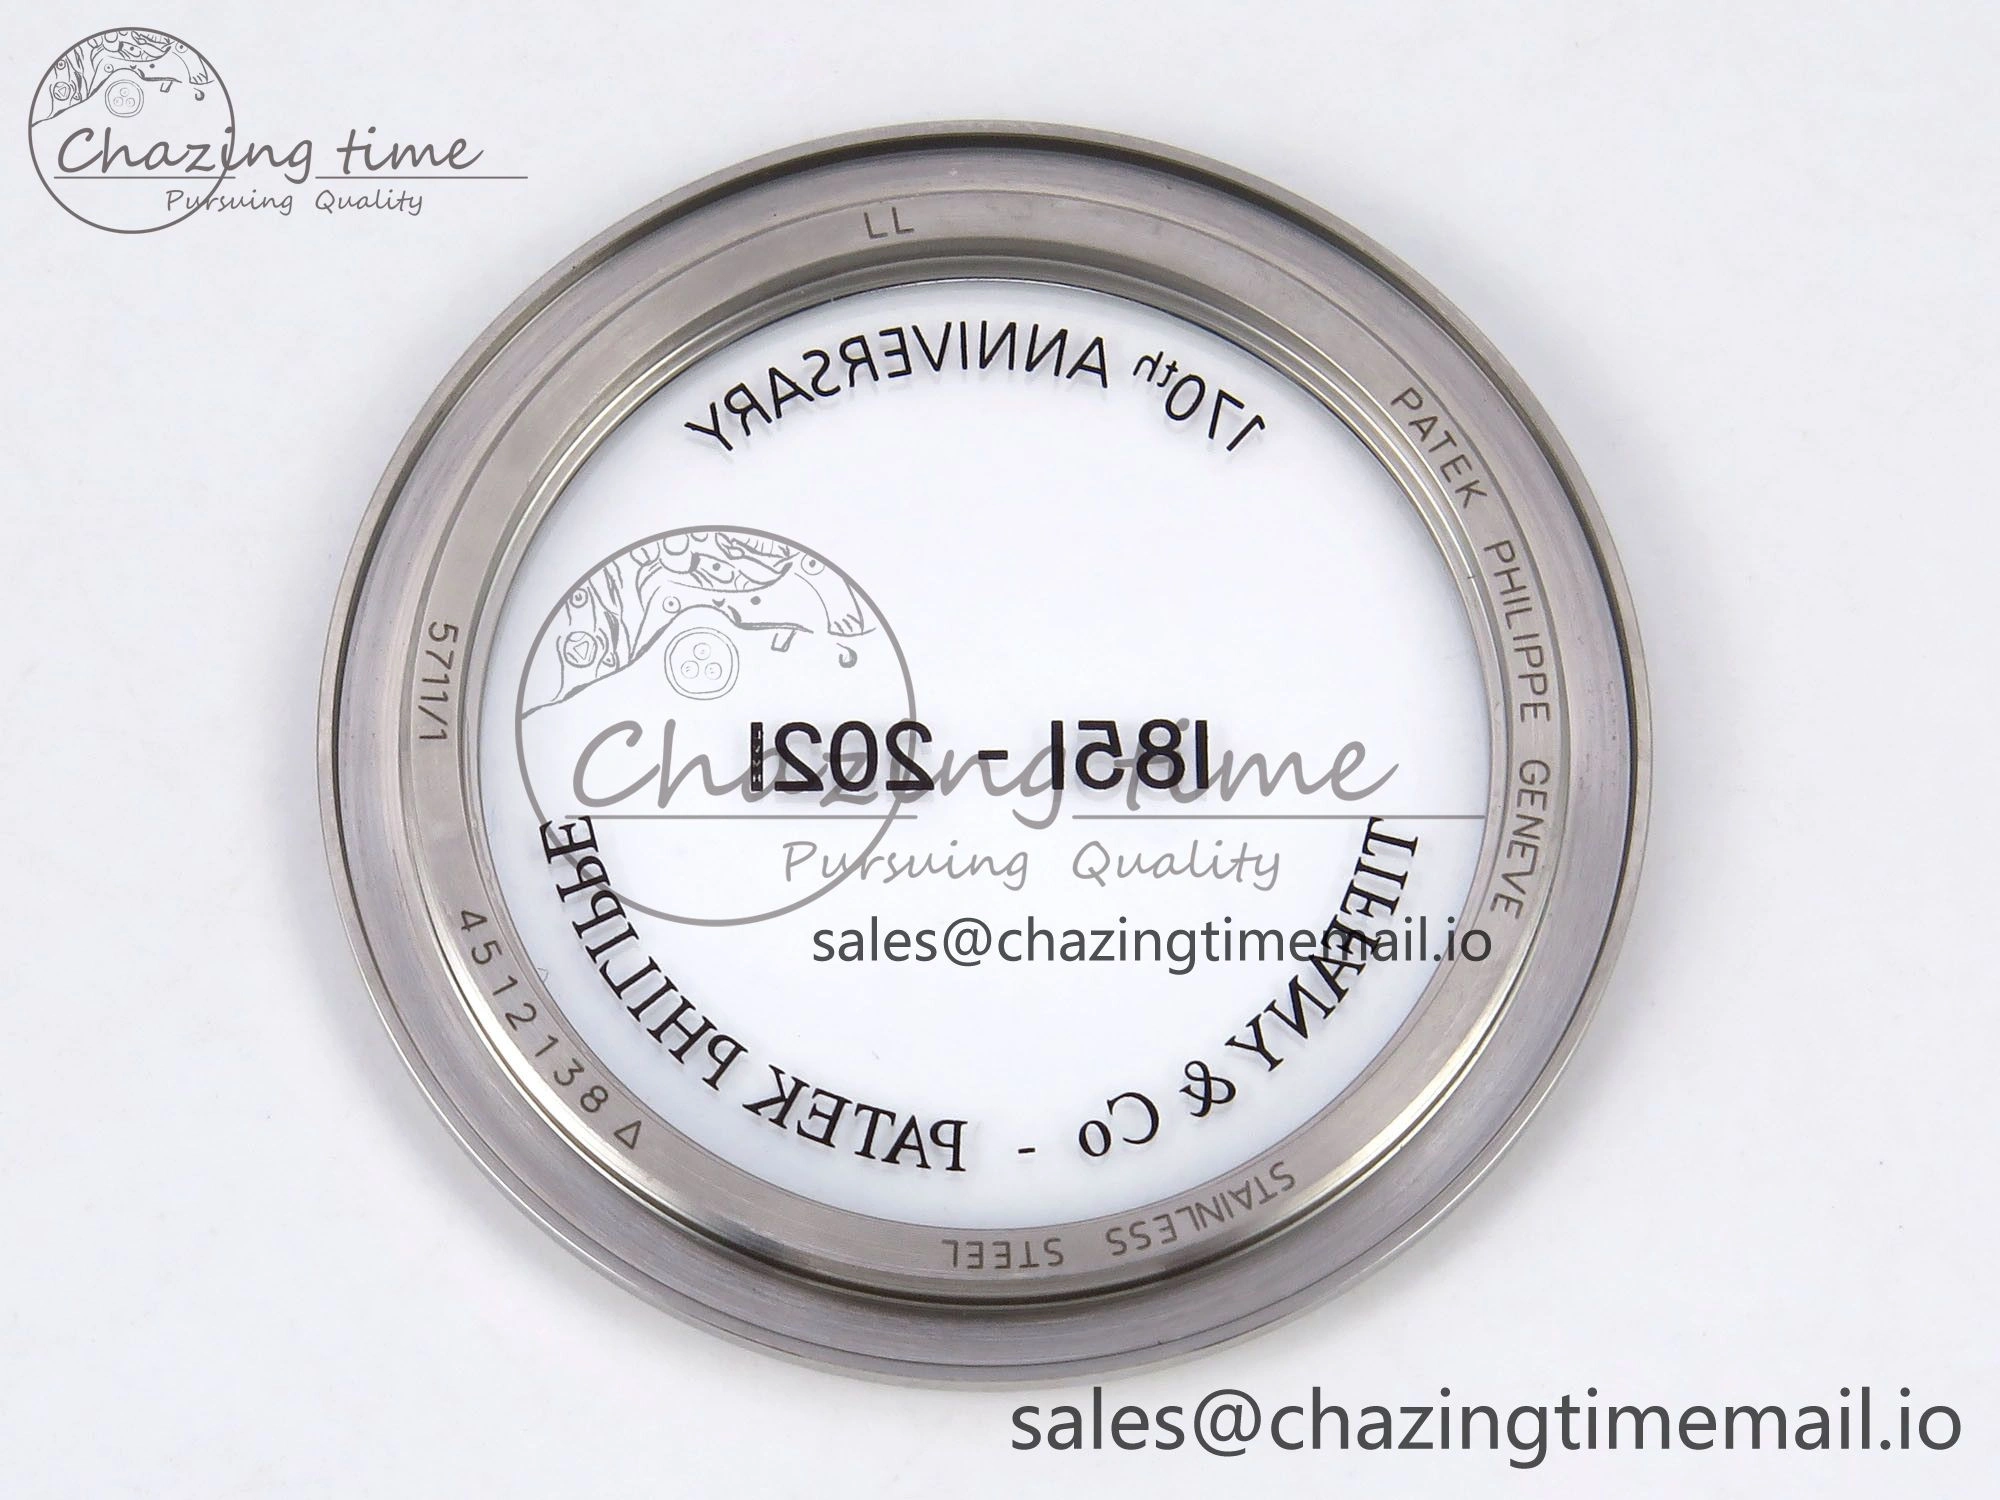 Chazing time
Pursuing Quality
LL
170th ANNIVERSARY
PATEK PHILIPPE GENEVE
5711/1
1851 - 2021
Chazing time
Pursuing Quality
sales@chazingtimemail.io
TIFFANY & Co - PATEK PHILIPPE
4512138
STAINLESS STEEL
sales@chazingtimemail.io